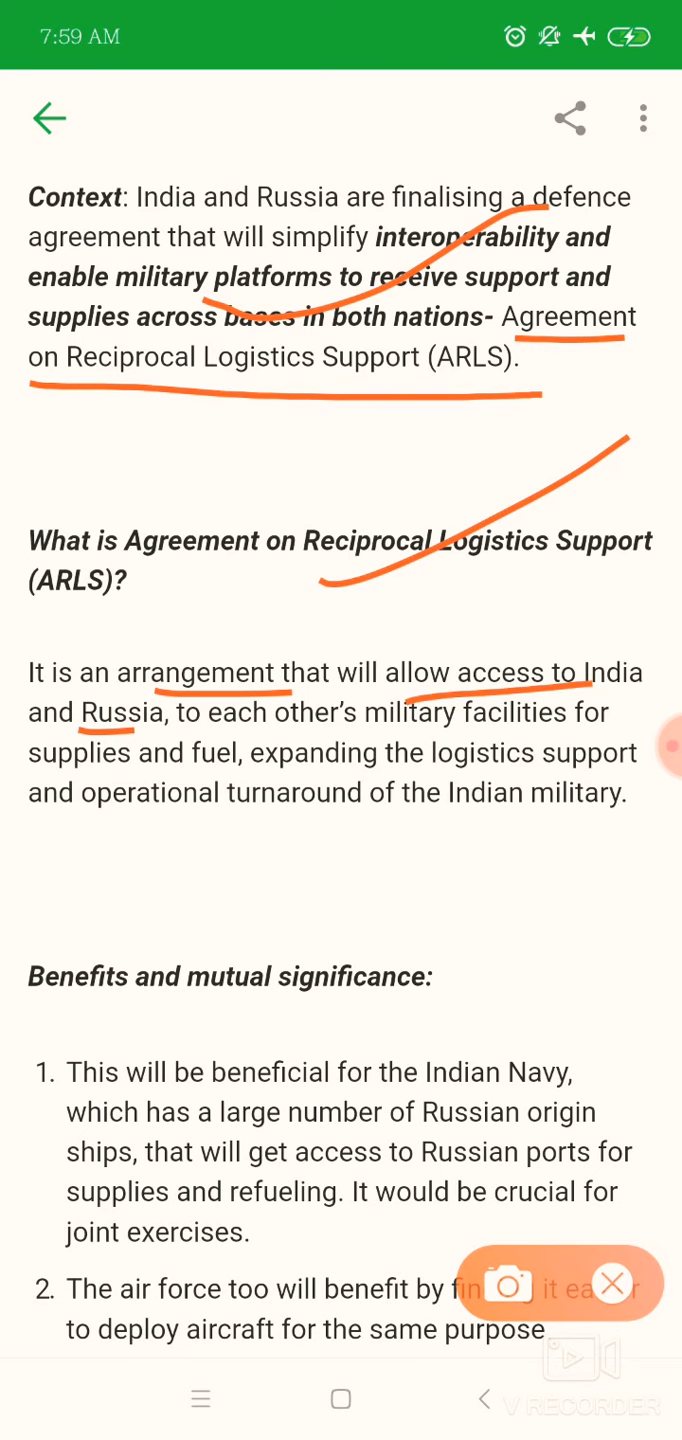 7:59 AM
Context: India and Russia are finalising a defence
agreement that will simplify interoperability and
enable military platforms to receive support and
supplies across bases in both nations- Agreement
on Reciprocal Logistics Support (ARLS).
What is Agreement on Reciprocal Logistics Support
(ARLS)?
It is an arrangement that will allow access to India
and Russia, to each other’s military facilities for
supplies and fuel, expanding the logistics support
and operational turnaround of the Indian military.
Benefits and mutual significance:
1. This will be beneficial for the Indian Navy,
which has a large number of Russian origin
ships, that will get access to Russian ports for
supplies and refueling. It would be crucial for
joint exercises.
2. The air force too will benefit by it
to deploy aircraft for the same purpose
V RECORDER